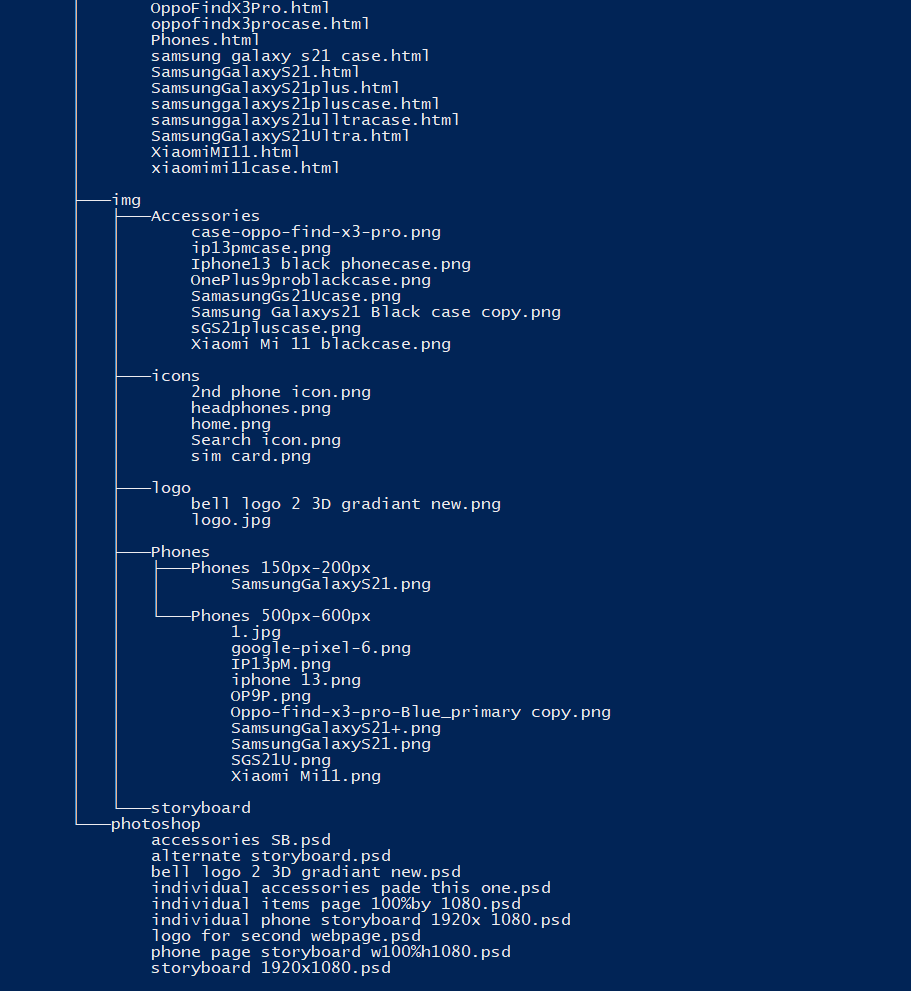 OppoFindX3Pro.html
oppofindx3procase.html
Phones.html
samsung galaxy s21 case.html
SamsungGalaxyS21.html
SamsungGalaxyS21plus.html
samsunggalaxys21pluscase.html
samsunggalaxys21ulltracase.html
SamsungGalaxyS21Ultra.html
XiaomiMI11.html
xiaomimi11case.html
img
Accessories
case-oppo-find-x3-pro.png
ip13pmcase.png
Iphone13 black phonecase.png
OnePlus9problackcase.png
SamasungGs21Ucase.png
Samsung Galaxys21 Black case copy.png
sGS21pluscase.png
Xiaomi Mi 11 blackcase.png
icons
2nd phone icon.png
headphones.png
home.png
Search icon.png
sim card.png
logo
bell logo 2 3D gradiant new.png
logo.jpg
Phones
Phones 150px-200px
SamsungGalaxyS21.png
Phones 500px-600px
1.jpg
google-pixel-6.png
IP13pM.png
iphone 13.png
OP9P.png
Oppo-find-x3-pro-Blue_primary copy.png
SamsungGalaxyS21+.png
SamsungGalaxyS21.png
SGS21U.png
Xiaomi Mi11.png
storyboard
photoshop
accessories SB.psd
alternate storyboard.psd
bell logo 2 3D gradiant new.psd
individual accessories pade this one.psd
individual items page 100%by 1080.psd
individual phone storyboard 1920x 1080.psd
logo for second webpage.psd
phone page storyboard w100%h1080.psd
storyboard 1920x1080.psd